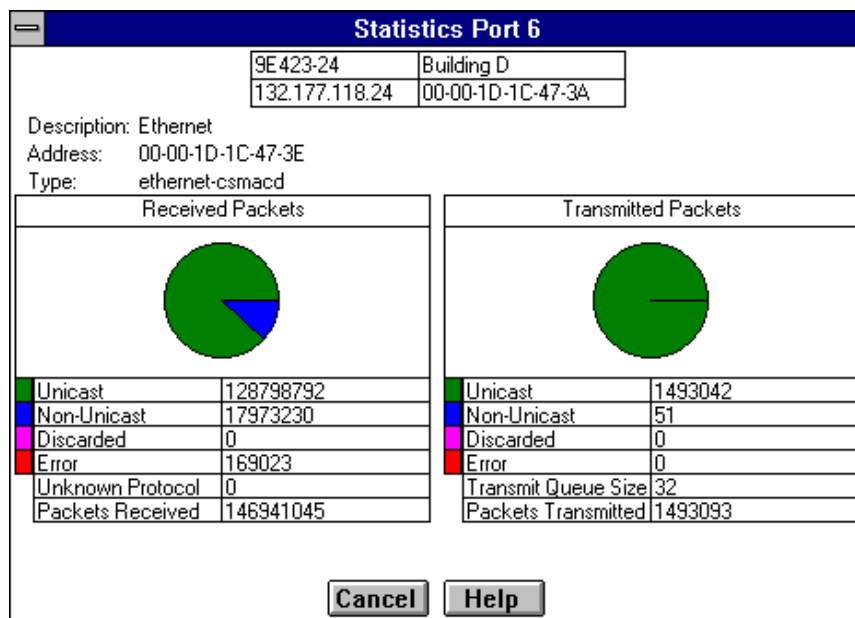 Statistics Port 6
9E423-24 Building D
132.177.118.24 00-00-1D-1C-47-3A
Description: Ethernet
Address: 00-00-1D-1C-47-3E
Type: ethernet-csmacd
Received Packets
Unicast 128798792
Non-Unicast 17973230
Discarded 0
Error 169023
Unknown Protocol 0
Packets Received 146941045
Transmitted Packets
Unicast 1493042
Non-Unicast 51
Discarded 0
Error 0
Transmit Queue Size 32
Packets Transmitted 1493093
Cancel Help